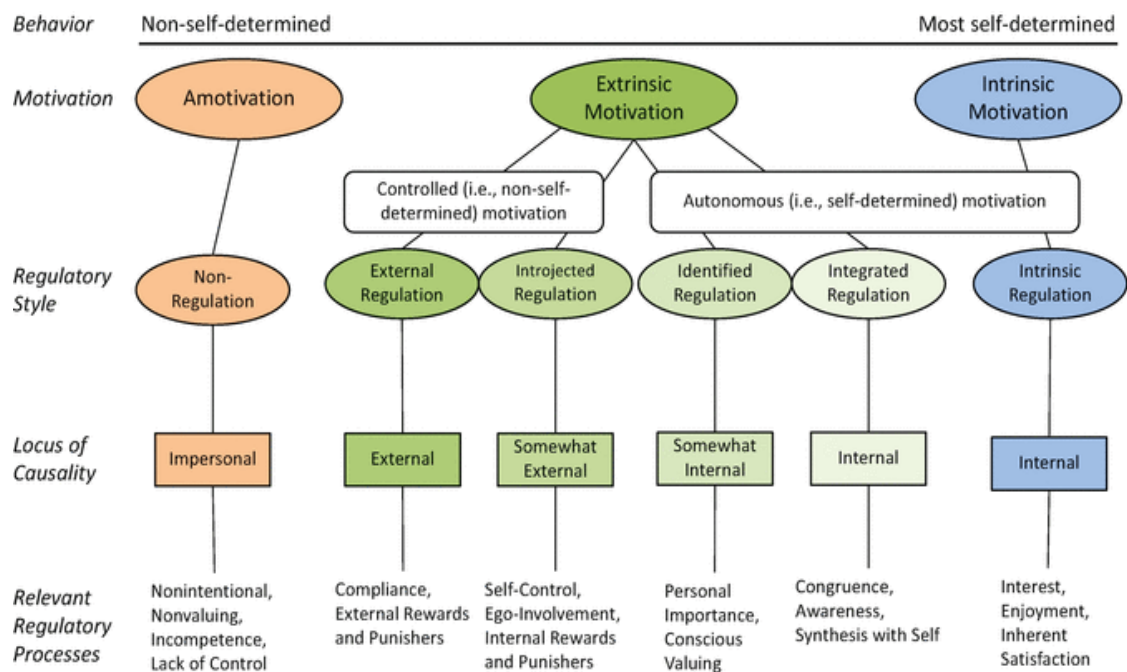 Behavior
Non-self-determined
Most self-determined
Motivation
Amotivation
Extrinsic
Motivation
Intrinsic
Motivation
Controlled (i.e., non-self-
determined) motivation
Autonomous (i.e., self-determined) motivation
Regulatory
Style
Non-
Regulation
External
Regulation
Introjected
Regulation
Identified
Regulation
Integrated
Regulation
Intrinsic
Regulation
Locus of
Causality
Impersonal
External
Somewhat
External
Somewhat
Internal
Internal
Internal
Relevant
Regulatory
Processes
Nonintentional,
Nonvaluing,
Incompetence,
Lack of Control
Compliance,
External Rewards
and Punishers
Self-Control,
Ego-Involvement,
Internal Rewards
and Punishers
Personal
Importance,
Conscious
Valuing
Congruence,
Awareness,
Synthesis with Self
Interest,
Enjoyment,
Inherent
Satisfaction